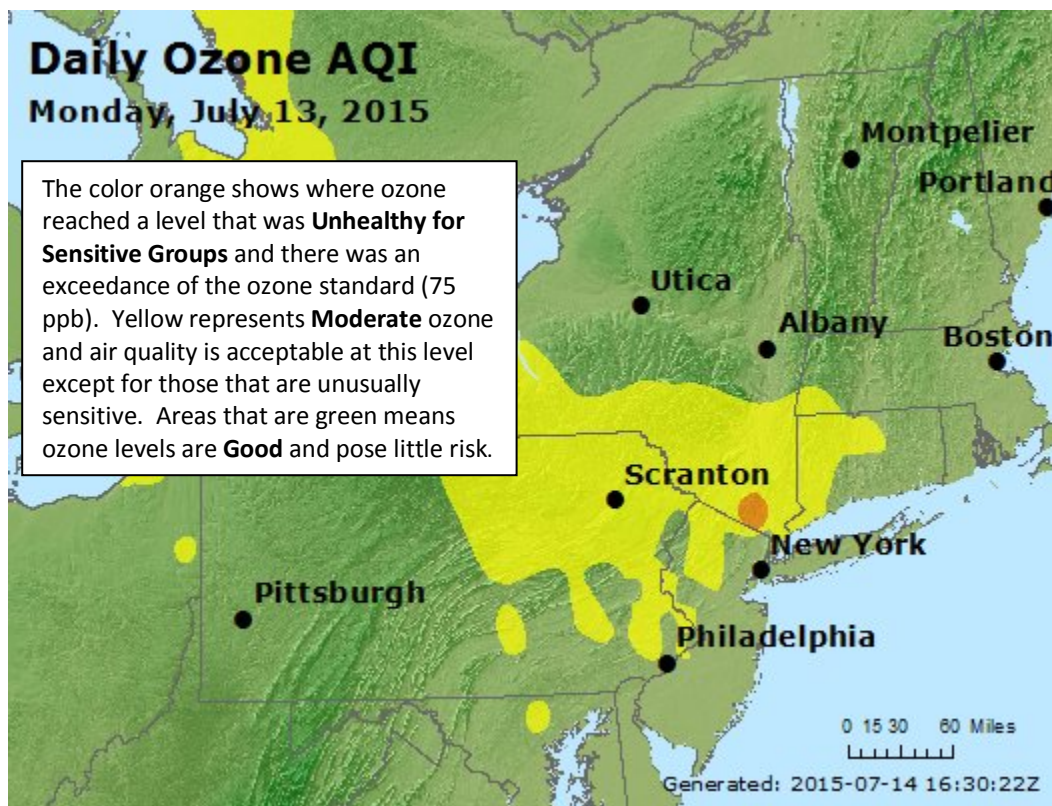 Daily Ozone AQI
Monday, July 13, 2015
Montpelier
Portland
The color orange shows where ozone
reached a level that was Unhealthy for
Sensitive Groups and there was an
exceedance of the ozone standard (75
ppb).  Yellow represents Moderate ozone
and air quality is acceptable at this level
except for those that are unusually
sensitive.  Areas that are green means
ozone levels are Good and pose little risk.
Utica
Albany
Boston
Scranton
New York
Pittsburgh
Philadelphia
0 15 30 60 Miles
Generated: 2015-07-14 16:30:22Z